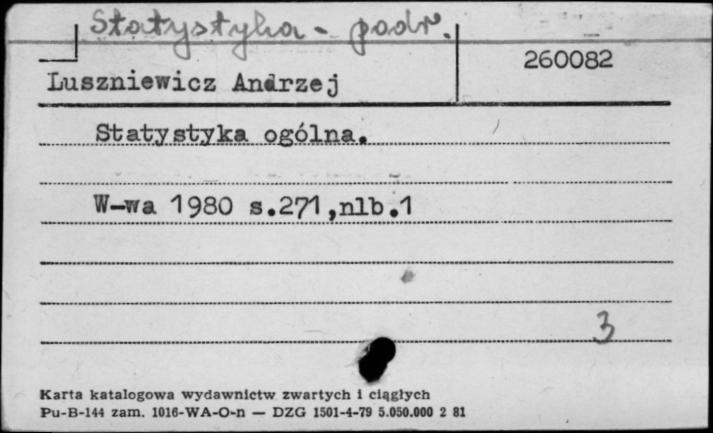 Statystyka - podr.
260082
Luszniewicz Andrzej
Statystyka ogólna.
W-wa 1980 s.271,nlb.1
3
Karta katalogowa wydawnictw zwartych i ciągłych
Pu-B-144 zam. 1016-WA-O-n — DZG 1501-4-79 5.050.000 2 81